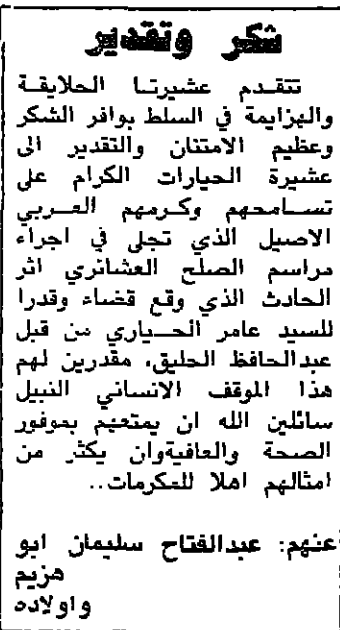 شكر وتقدير
تتقدم عشيرتا الحلايقة
والهزايمة في السلط بوافر الشكر
وعظيم الامتنان والتقدير الى
عشيرة الحيارات الكرام على
تسامحهم وكرمهم العربي
الاصيل الذي تجلى في اجراء
مراسم الصلح العشائري اثر
الحادث الذي وقع قضاء وقدرا
للسيد عامر الحياري من قبل
عبدالحافظ الحليق، مقدرين لهم
هذا الموقف الانساني النبيل
سائلين الله ان يمتعهم بموفور
الصحة والعافيةوان يكثر من
امثالهم اهلا للمكرمات..
عنهم: عبدالفتاح سليمان ابو
هزيم
واولاده